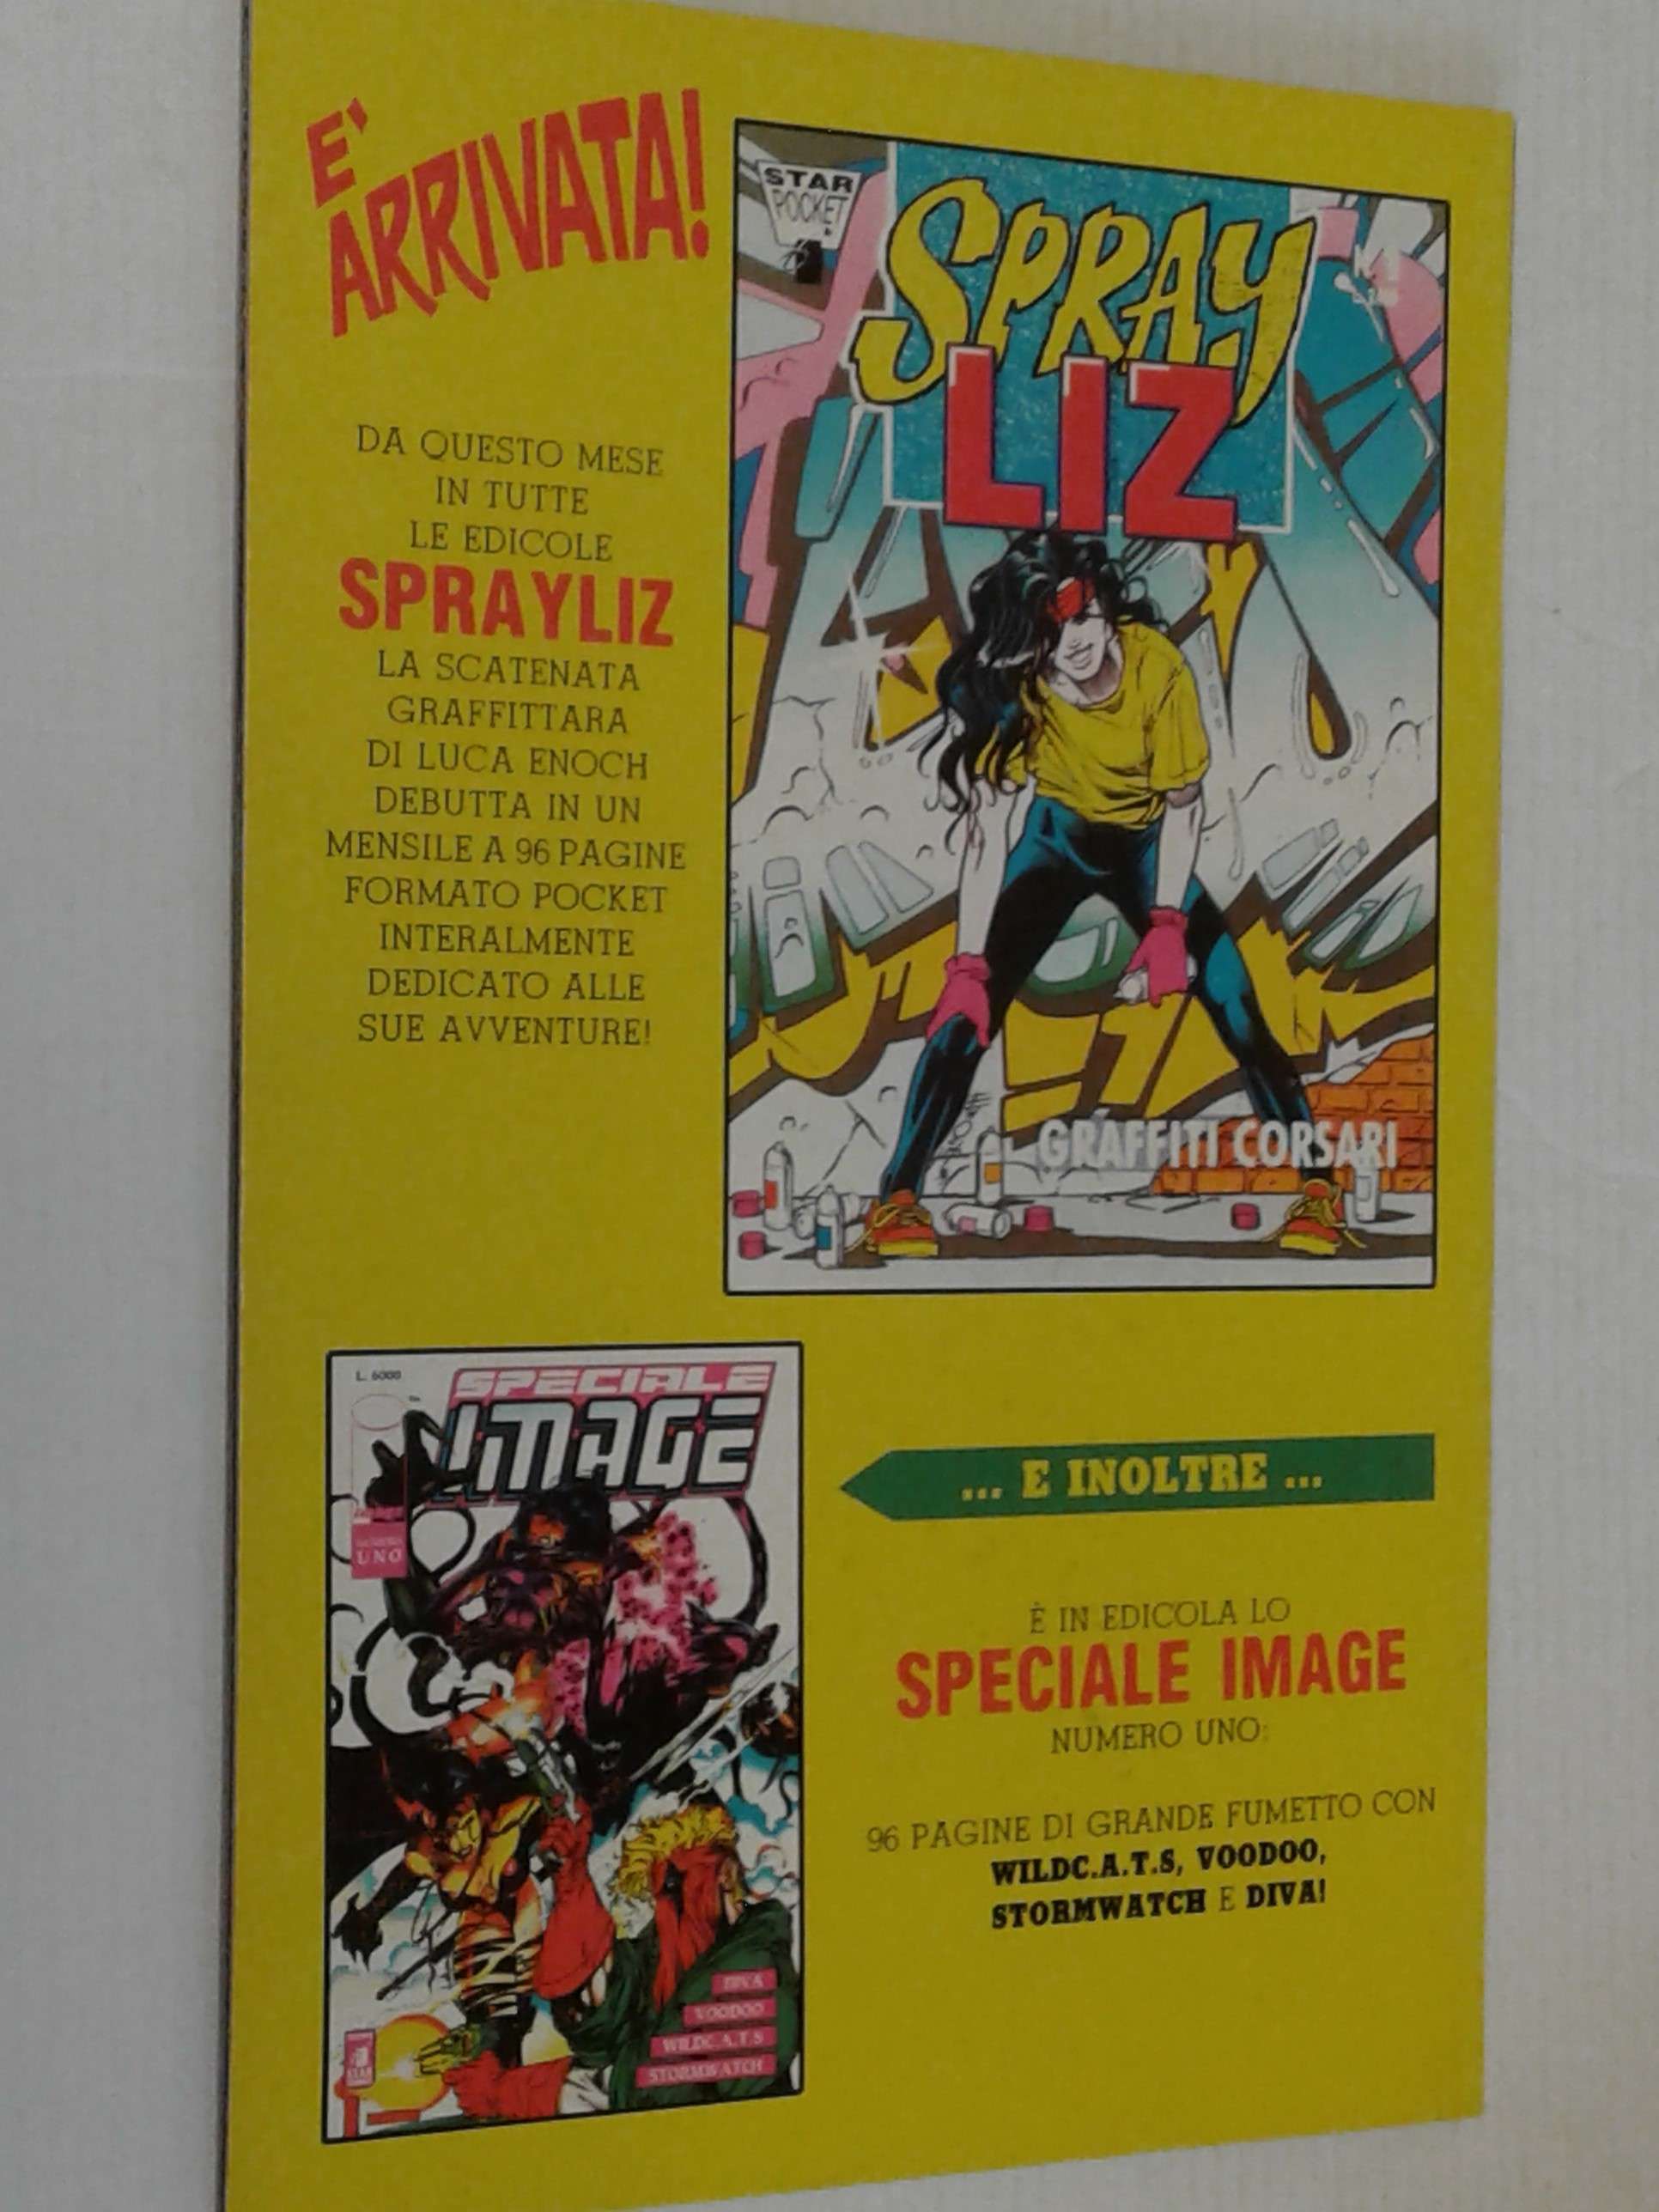 E' ARRIVATA!
DA QUESTO MESE
IN TUTTE
LE EDICOLE
SPRAYLIZ
LA SCATENATA
GRAFFITTARA
DI LUCA ENOCH
DEBUTTA IN UN
MENSILE A 96 PAGINE
FORMATO POCKET
INTERALMENTE
DEDICATO ALLE
SUE AVVENTURE!
STAR
POCKET
SPRAY
LIZ
GRAFFITI CORSARI
L. 6000
SPECIALE
IMAGE
NUMERO
UNO
DIVA
VOODOO
WILDC.A.T.S
STORMWATCH
STAR
... E INOLTRE ...
È IN EDICOLA LO
SPECIALE IMAGE
NUMERO UNO:
96 PAGINE DI GRANDE FUMETTO CON
WILDC.A.T.S, VOODOO,
STORMWATCH E DIVA!